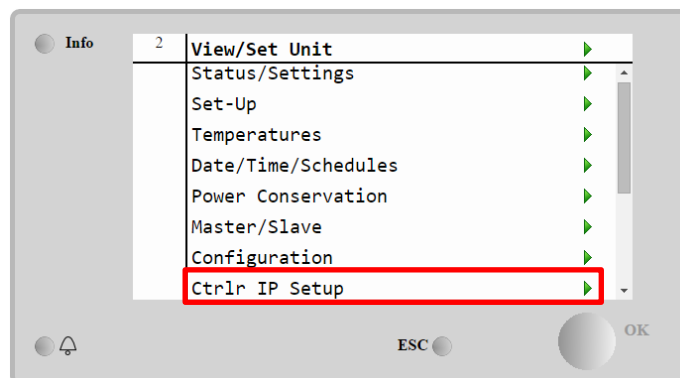 Info
2 View/Set Unit
Status/Settings
Set-Up
Temperatures
Date/Time/Schedules
Power Conservation
Master/Slave
Configuration
Ctrlr IP Setup
ESC
OK